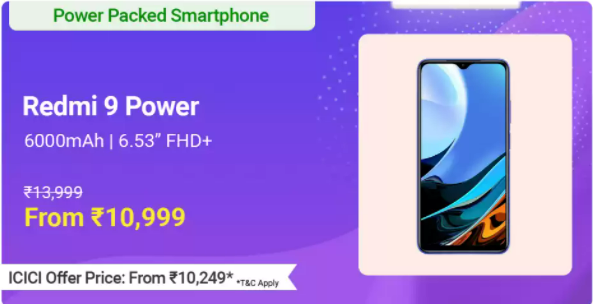 Power Packed Smartphone
Redmi 9 Power
6000mAh | 6.53” FHD+
₹13,999
From ₹10,999
ICICI Offer Price: From ₹10,249* *T&C Apply